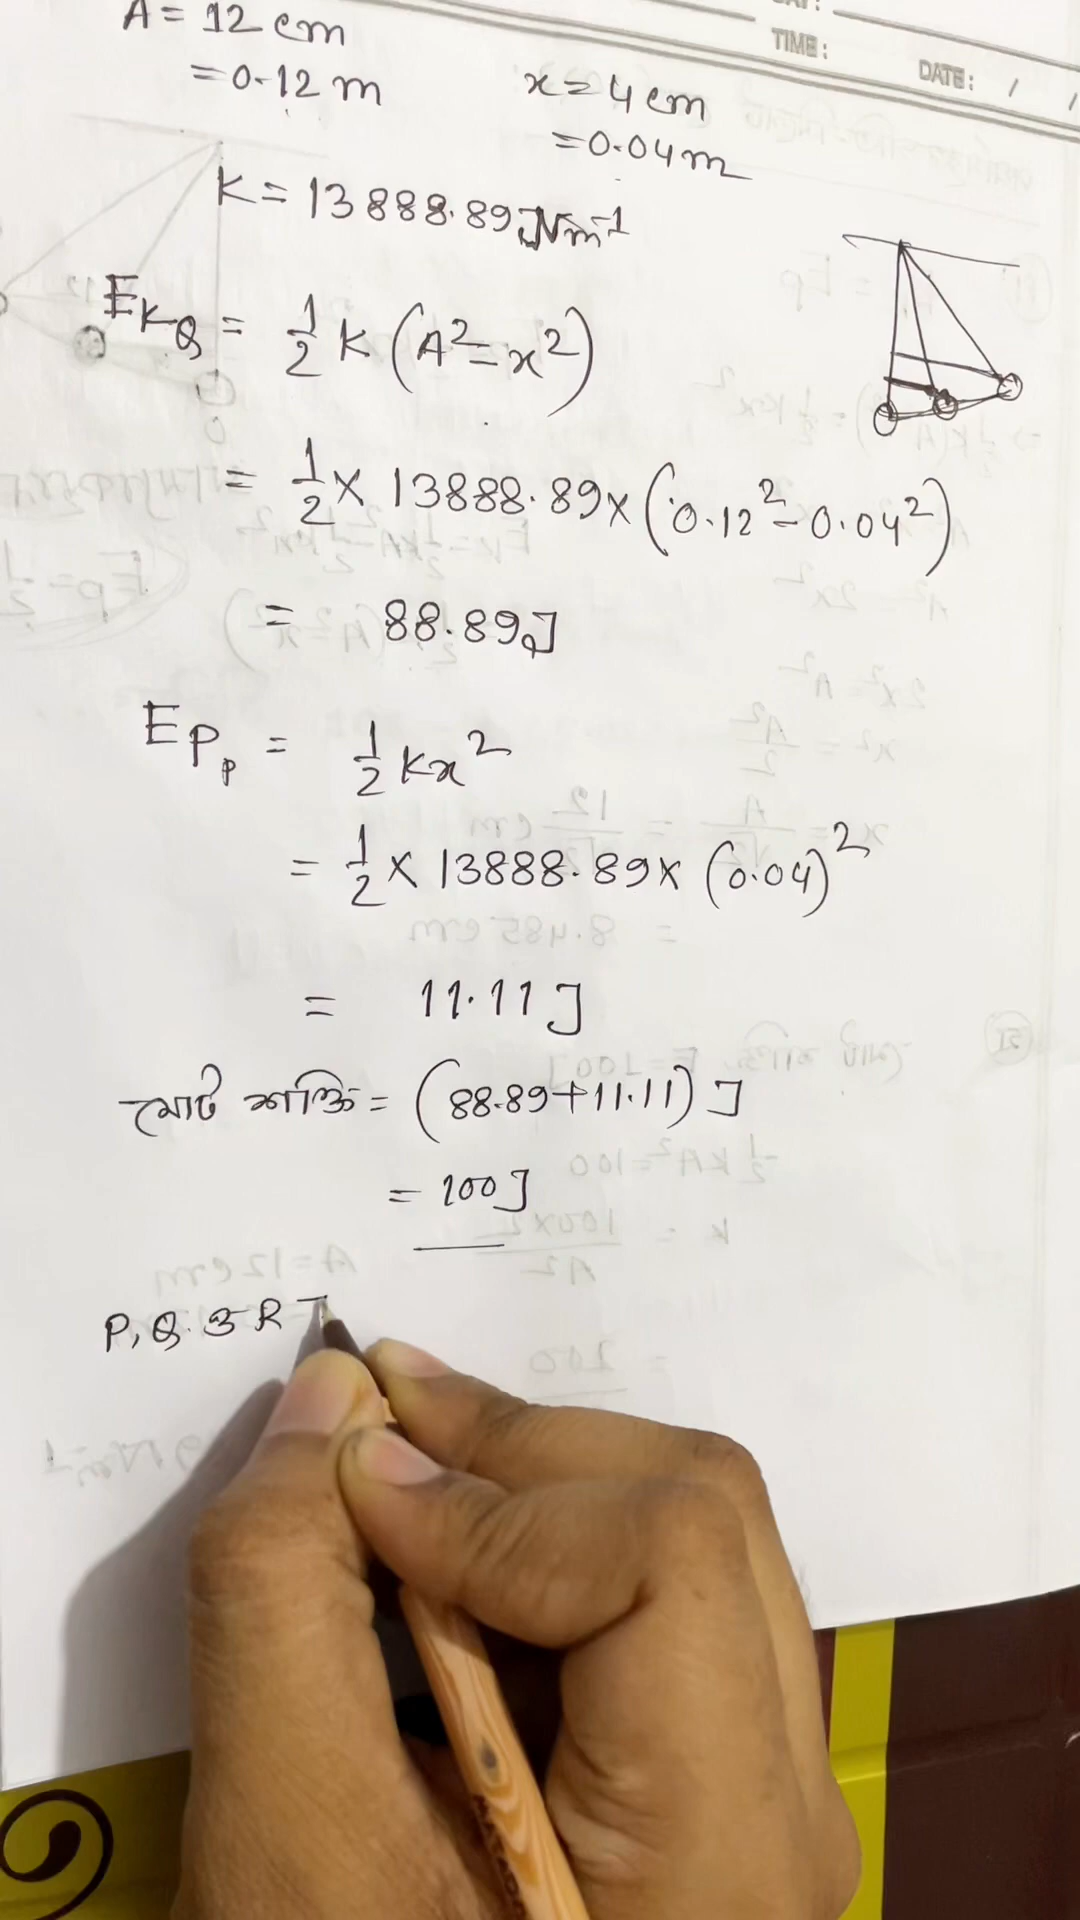 A = 12 cm
= 0.12 m
x = 4 cm
= 0.04 m
K = 13888.89 Nm⁻¹
E_KQ = 1/2 K (A² - x²)
= 1/2 × 13888.89 × (0.12² - 0.04²)
= 88.89 J
E_Pp = 1/2 Kx²
= 1/2 × 13888.89 × (0.04)²
= 11.11 J
মোট শক্তি = (88.89 + 11.11) J
= 100 J
P, Q ও R
TIME :
DATE : / /